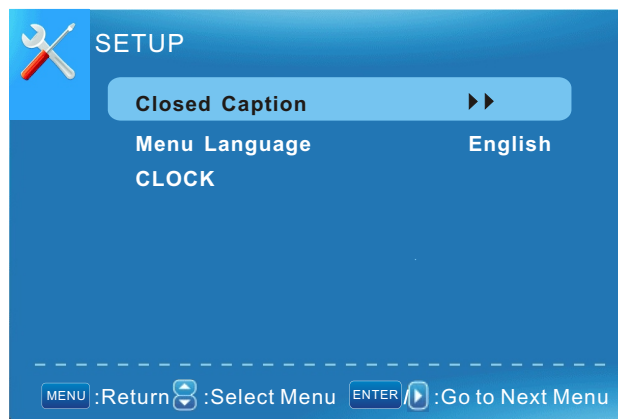 SETUP
Closed Caption
Menu Language English
CLOCK
MENU :Return :Select Menu ENTER / :Go to Next Menu